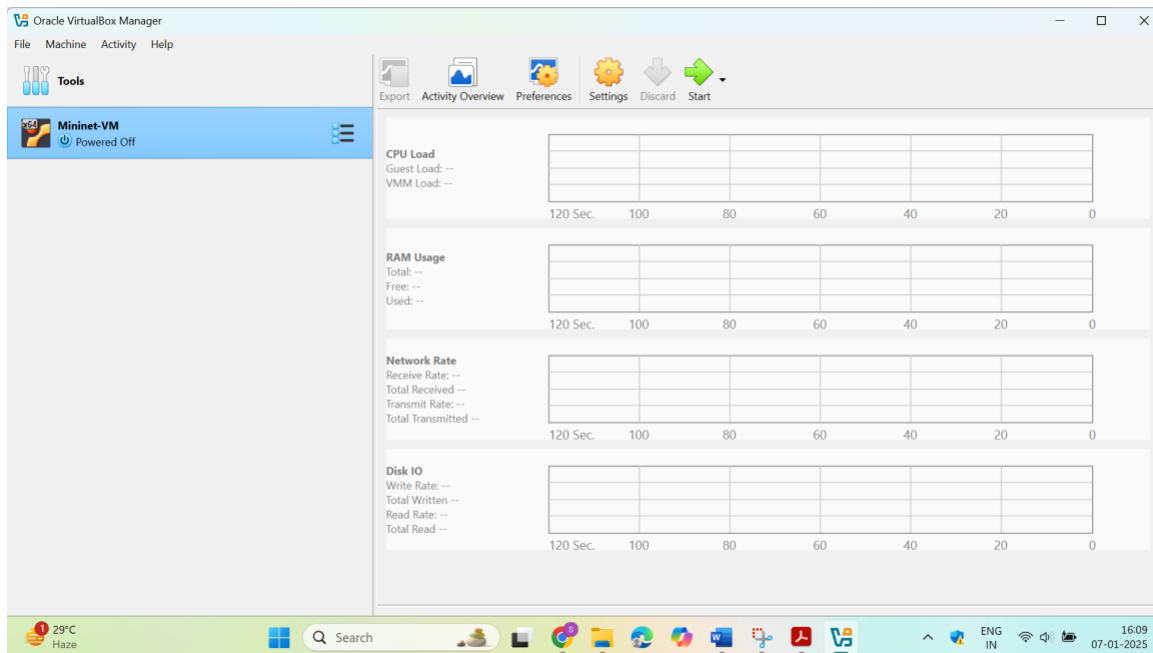 Oracle VirtualBox Manager
File Machine Activity Help
Tools
Export Activity Overview Preferences Settings Discard Start
x64
Mininet-VM
Powered Off
CPU Load
Guest Load: --
VMM Load: --
120 Sec. 100 80 60 40 20 0
RAM Usage
Total: --
Free: --
Used: --
120 Sec. 100 80 60 40 20 0
Network Rate
Receive Rate: --
Total Received --
Transmit Rate: --
Total Transmitted --
120 Sec. 100 80 60 40 20 0
Disk IO
Write Rate: --
Total Written --
Read Rate: --
Total Read --
120 Sec. 100 80 60 40 20 0
1
29°C
Haze
Search
S
ENG
IN
16:09
07-01-2025